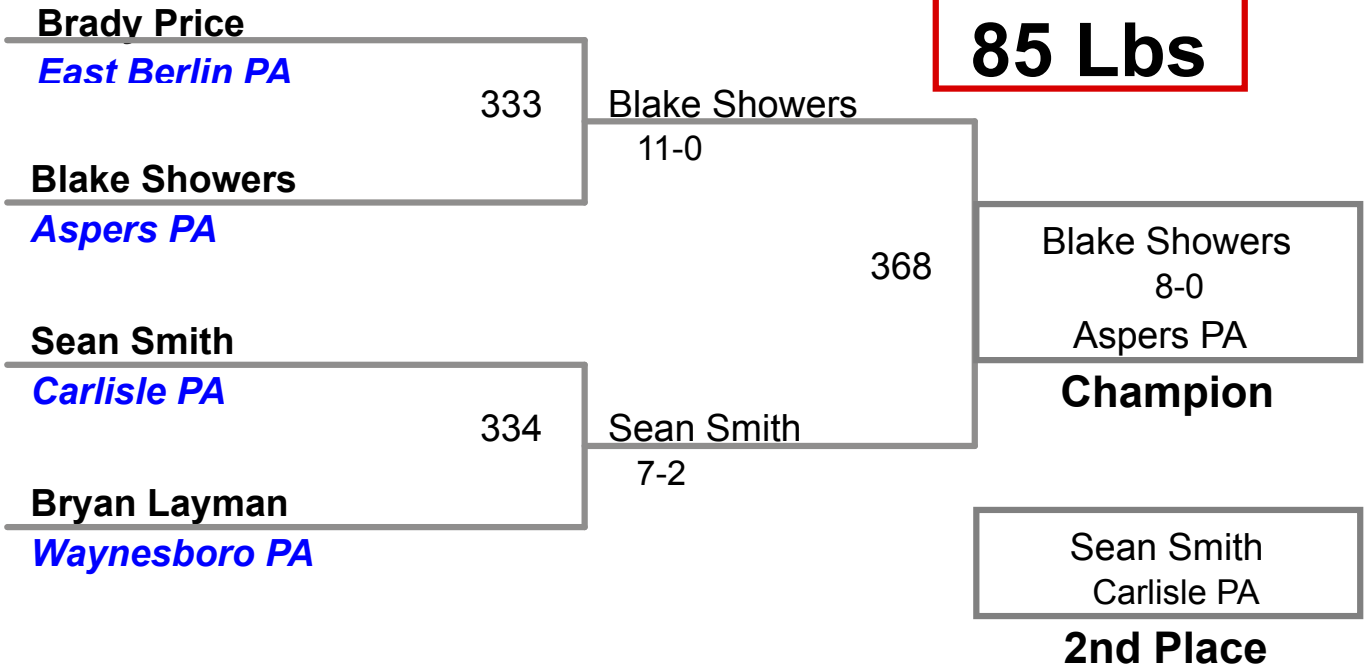 Brady Price
East Berlin PA
85 Lbs
333
Blake Showers
11-0
Blake Showers
Aspers PA
368
Blake Showers
8-0
Aspers PA
Champion
Sean Smith
Carlisle PA
334
Sean Smith
7-2
Bryan Layman
Waynesboro PA
Sean Smith
Carlisle PA
2nd Place